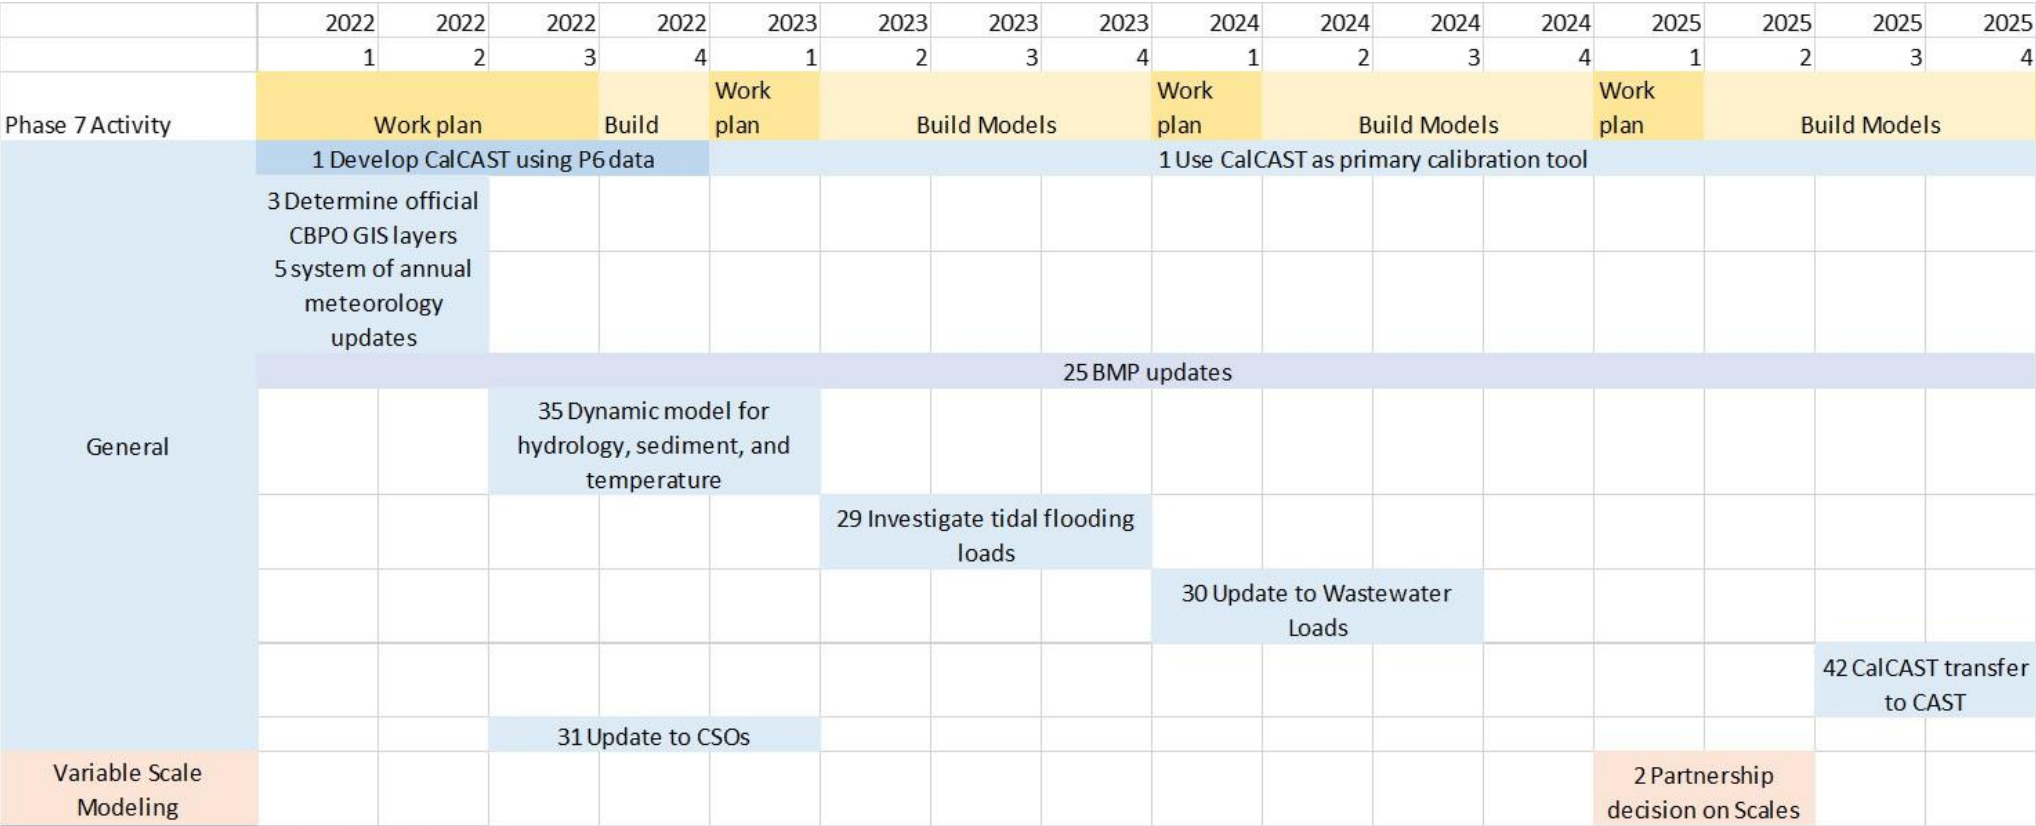 2022 2022 2022 2022 2023 2023 2023 2023 2024 2024 2024 2024 2025 2025 2025 2025
1 2 3 4 1 2 3 4 1 2 3 4 1 2 3 4
Phase 7 Activity
Work plan
Build
Work
plan
Build Models
Work
plan
Build Models
Work
plan
Build Models
General
1 Develop CalCAST using P6 data
1 Use CalCAST as primary calibration tool
3 Determine official
CBPO GIS layers
5 system of annual
meteorology
updates
25 BMP updates
35 Dynamic model for
hydrology, sediment, and
temperature
29 Investigate tidal flooding
loads
30 Update to Wastewater
Loads
42 CalCAST transfer
to CAST
31 Update to CSOs
Variable Scale
Modeling
2 Partnership
decision on Scales